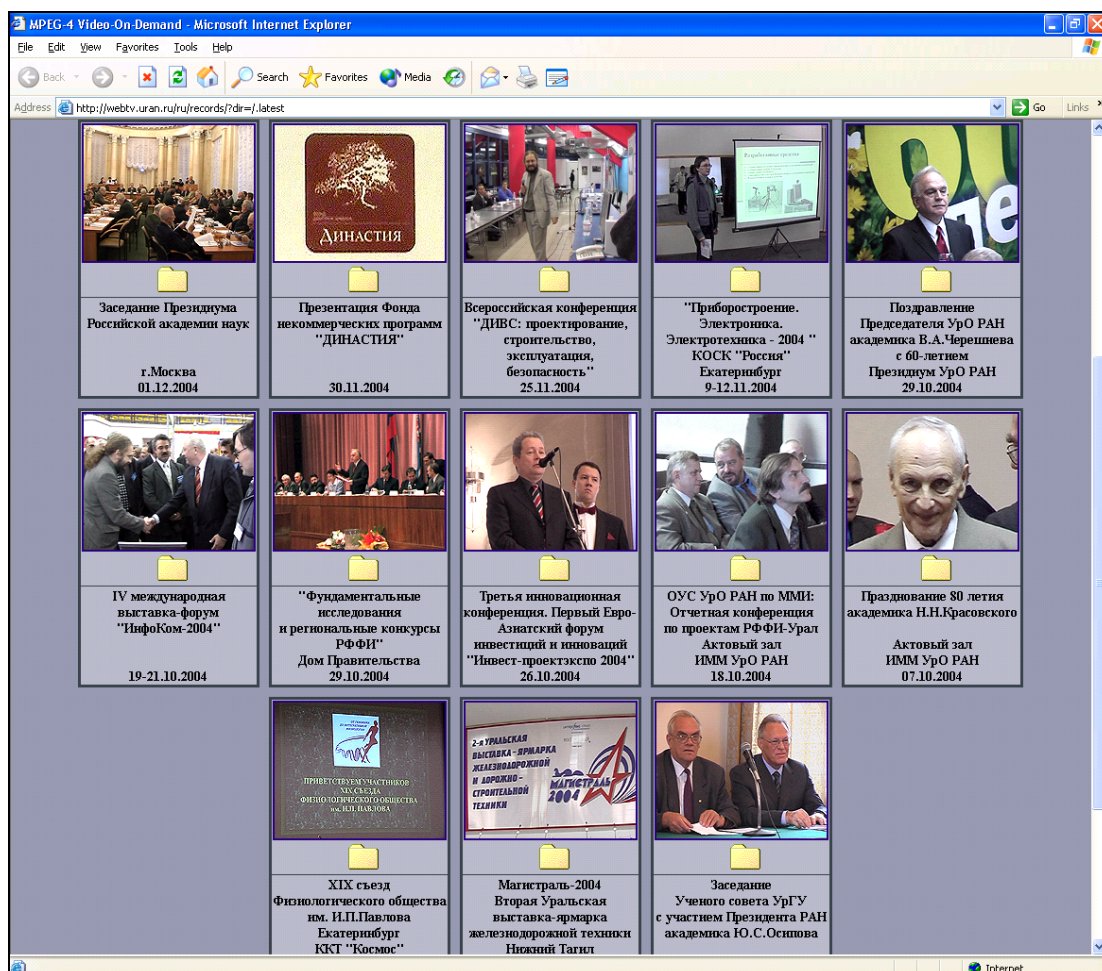 MPEG-4 Video-On-Demand - Microsoft Internet Explorer
File Edit View Favorites Tools Help
Back Search Favorites Media
Address http://webtv.uran.ru/ru/records/?dir=/.latest Go Links
ДИНАСТИЯ
Разработанные средства
Заседание Президиума
Российской академии наук
г.Москва
01.12.2004
Презентация Фонда
некоммерческих программ
"ДИНАСТИЯ"
30.11.2004
Всероссийская конференция
"ДИВС: проектирование,
строительство,
эксплуатация,
безопасность"
25.11.2004
"Приборостроение.
Электроника.
Электротехника - 2004 "
КОСК "Россия"
Екатеринбург
9-12.11.2004
Поздравление
Председателя УрО РАН
академика В.А.Черешнева
с 60-летием
Президиум УрО РАН
29.10.2004
IV международная
выставка-форум
"ИнфоКом-2004"
19-21.10.2004
"Фундаментальные
исследования
и региональные конкурсы
РФФИ"
Дом Правительства
29.10.2004
Третья инновационная
конференция. Первый Евро-
Азиатский форум
инвестиций и инноваций
"Инвест-проектэкспо 2004"
26.10.2004
ОУС УрО РАН по ММИ:
Отчетная конференция
по проектам РФФИ-Урал
Актовый зал
ИММ УрО РАН
18.10.2004
Празднование 80 летия
академика Н.Н.Красовского
Актовый зал
ИММ УрО РАН
07.10.2004
ПРИВЕТСТВУЕМ УЧАСТНИКОВ
XIX СЪЕЗДА
ФИЗИОЛОГИЧЕСКОГО ОБЩЕСТВА
им. И.П. ПАВЛОВА
XIX съезд
Физиологического общества
им. И.П.Павлова
Екатеринбург
ККТ "Космос"
2-я УРАЛЬСКАЯ
ВЫСТАВКА-ЯРМАРКА
ЖЕЛЕЗНОДОРОЖНОЙ
И ДОРОЖНО-
СТРОИТЕЛЬНОЙ
ТЕХНИКИ
МАГИСТРАЛЬ
2004
Магистраль-2004
Вторая Уральская
выставка-ярмарка
железнодорожной техники
Нижний Тагил
Заседание
Ученого совета УрГУ
с участием Президента РАН
академика Ю.С.Осипова
Internet